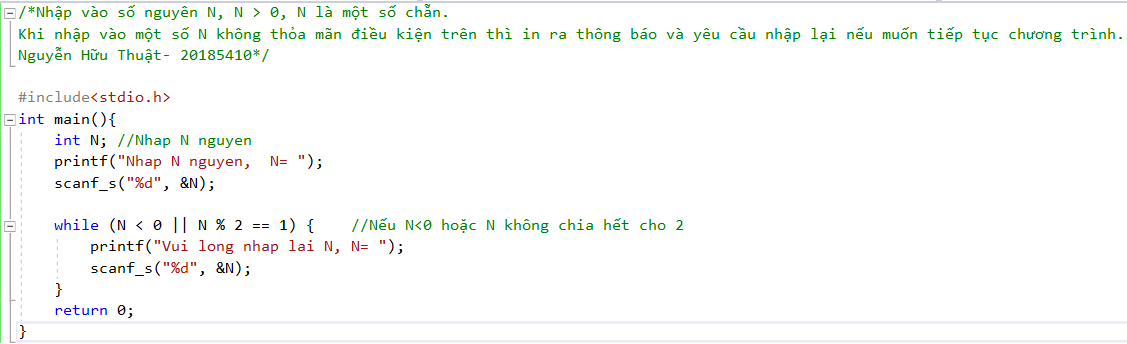 /*Nhập vào số nguyên N, N > 0, N là một số chẵn.
Khi nhập vào một số N không thỏa mãn điều kiện trên thì in ra thông báo và yêu cầu nhập lại nếu muốn tiếp tục chương trình.
Nguyễn Hữu Thuật- 20185410*/
#include<stdio.h>
int main(){
int N; //Nhap N nguyen
printf("Nhap N nguyen,  N= ");
scanf_s("%d", &N);
while (N < 0 || N % 2 == 1) {    //Nếu N<0 hoặc N không chia hết cho 2
printf("Vui long nhap lai N, N= ");
scanf_s("%d", &N);
}
return 0;
}